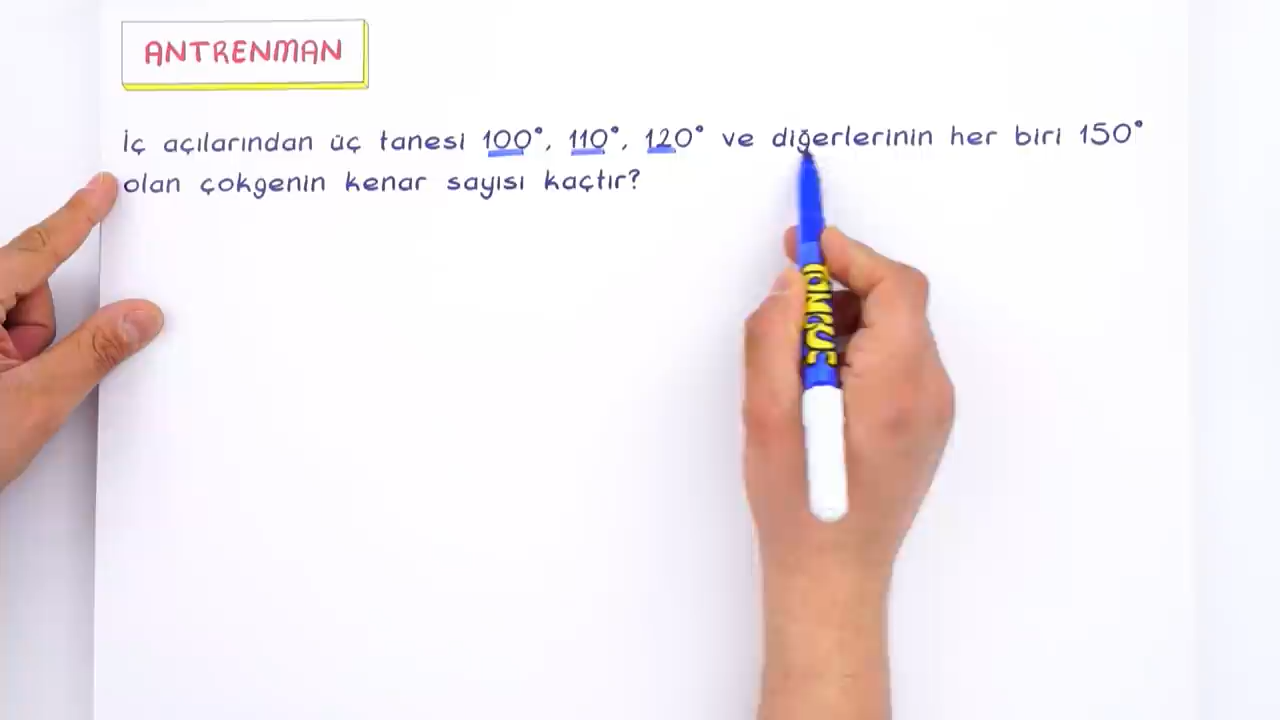 ANTRENMAN
İç açılarından üç tanesi 100°, 110°, 120° ve diğerlerinin her biri 150°
olan çokgenin kenar sayısı kaçtır?